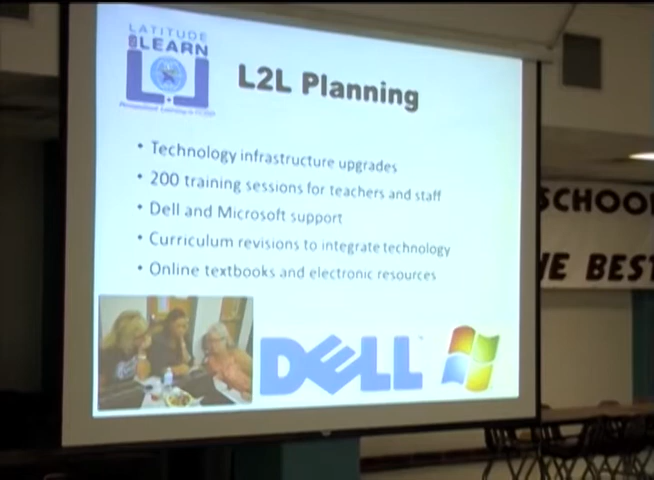 LATITUDE
2 LEARN
L2L Planning
• Technology infrastructure upgrades
• 200 training sessions for teachers and staff
• Dell and Microsoft support
• Curriculum revisions to integrate technology
• Online textbooks and electronic resources
DELL
SCHOO
E BEST